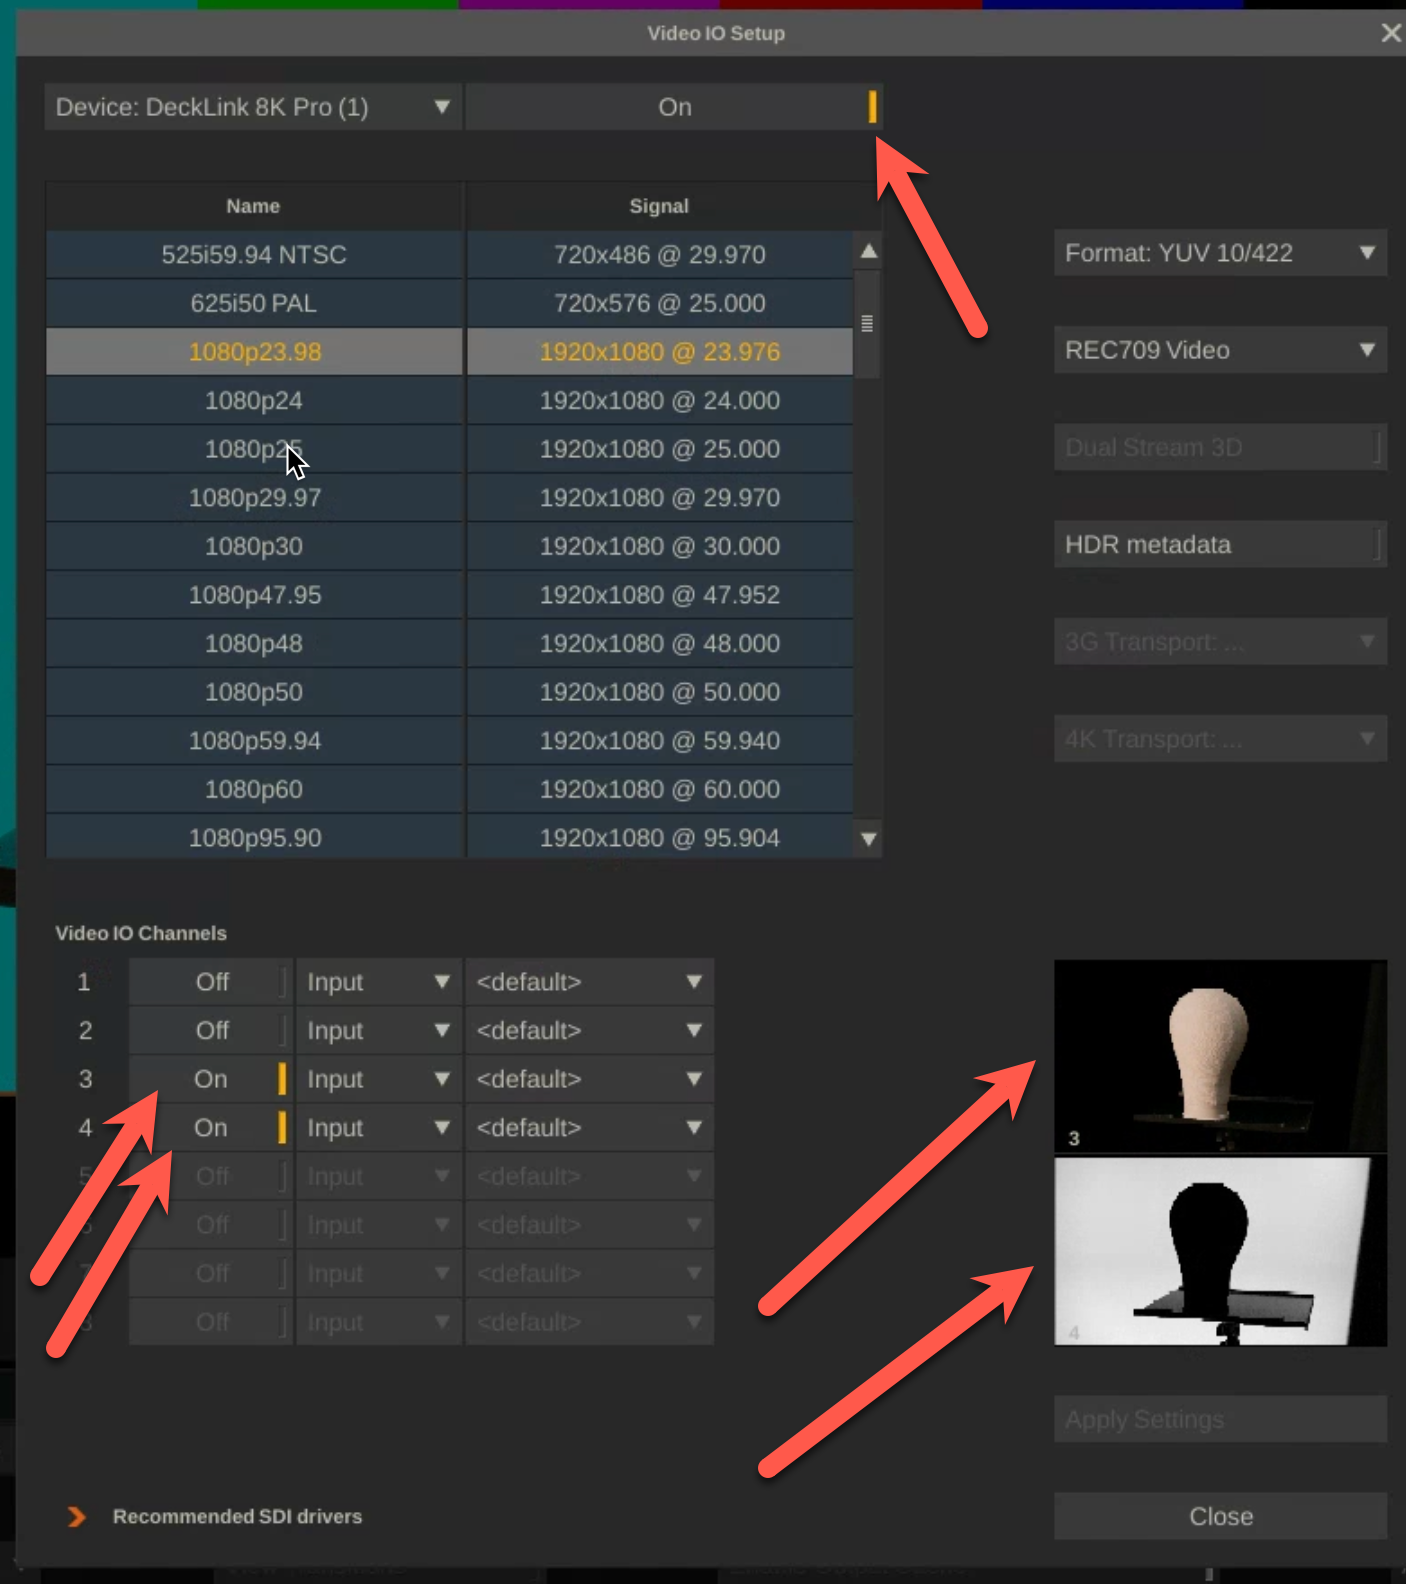 Video IO Setup
Device: DeckLink 8K Pro (1) On
Name Signal
525i59.94 NTSC 720x486 @ 29.970
625i50 PAL 720x576 @ 25.000
1080p23.98 1920x1080 @ 23.976
1080p24 1920x1080 @ 24.000
1080p25 1920x1080 @ 25.000
1080p29.97 1920x1080 @ 29.970
1080p30 1920x1080 @ 30.000
1080p47.95 1920x1080 @ 47.952
1080p48 1920x1080 @ 48.000
1080p50 1920x1080 @ 50.000
1080p59.94 1920x1080 @ 59.940
1080p60 1920x1080 @ 60.000
1080p95.90 1920x1080 @ 95.904
Format: YUV 10/422
REC709 Video
Dual Stream 3D
HDR metadata
3G Transport: ...
4K Transport: ...
Video IO Channels
1 Off Input <default>
2 Off Input <default>
3 On Input <default>
4 On Input <default>
5 Off Input <default>
6 Off Input <default>
7 Off Input <default>
8 Off Input <default>
3
4
Apply Settings
Recommended SDI drivers
Close